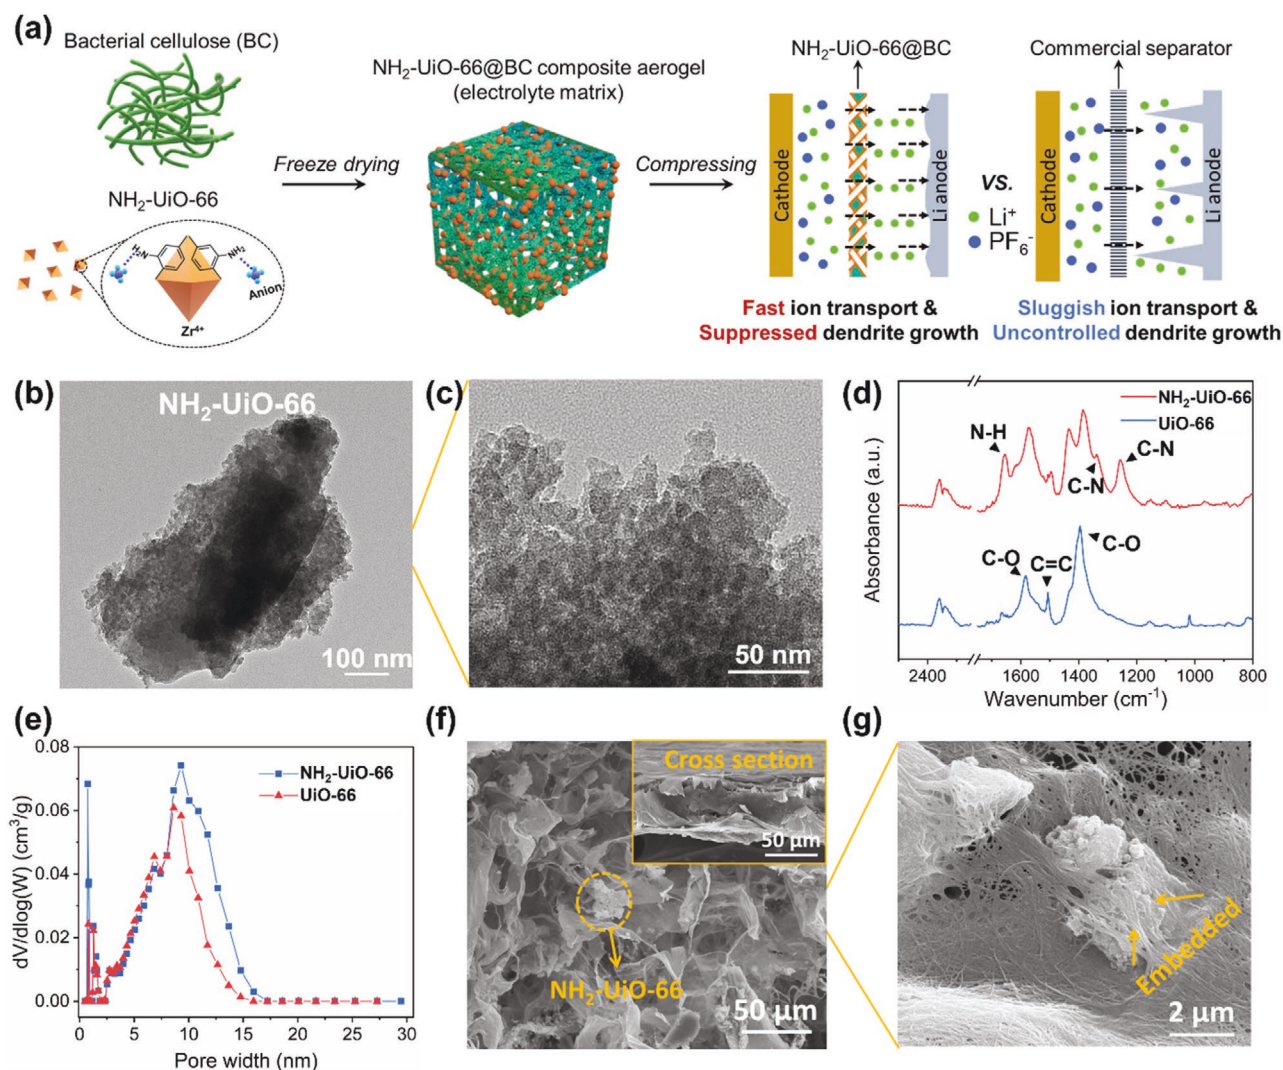 (a)
Bacterial cellulose (BC)
NH₂-UiO-66
H₂N
NH₂
Anion
Zr⁴⁺
Freeze drying
NH₂-UiO-66@BC composite aerogel
(electrolyte matrix)
Compressing
NH₂-UiO-66@BC
Cathode
Li anode
Fast ion transport &
Suppressed dendrite growth
vs.
Li⁺
PF₆⁻
Commercial separator
Cathode
Li anode
Sluggish ion transport &
Uncontrolled dendrite growth
(b)
NH₂-UiO-66
100 nm
(c)
50 nm
(d)
NH₂-UiO-66
UiO-66
N-H
C-N
C-N
C-O
C=C
C-O
Absorbance (a.u.)
2400 1600 1400 1200 1000 800
Wavenumber (cm⁻¹)
(e)
NH₂-UiO-66
UiO-66
dV/dlog(W) (cm³/g)
0.08
0.06
0.04
0.02
0.00
0 5 10 15 20 25 30
Pore width (nm)
(f)
Cross section
50 µm
NH₂-UiO-66
50 µm
(g)
Embedded
2 µm